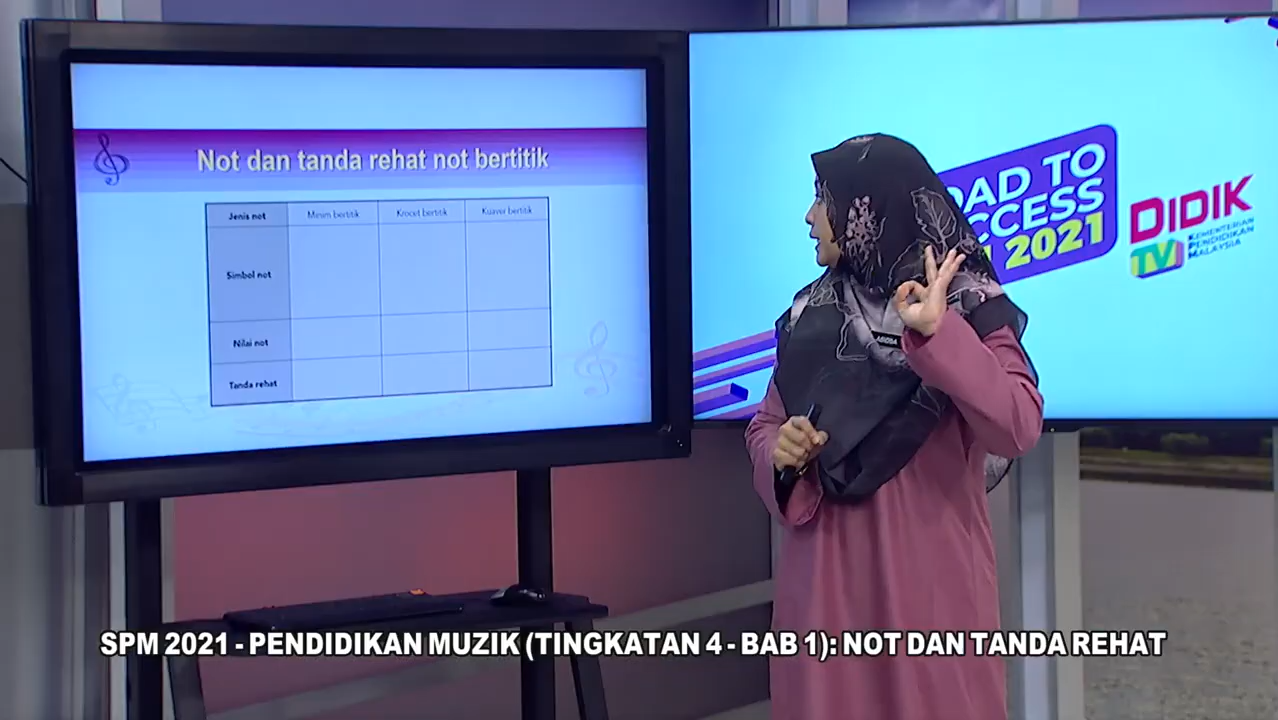 Not dan tanda rehat not bertitik
Jenis not
Minim bertitik
Krocet bertitik
Kuaver bertitik
Simbol not
Nilai not
Tanda rehat
OAD TO
CCESS
2021
DIDIK
TV
KEMENTERIAN
PENDIDIKAN
MALAYSIA
SPM 2021 - PENDIDIKAN MUZIK (TINGKATAN 4 - BAB 1): NOT DAN TANDA REHAT